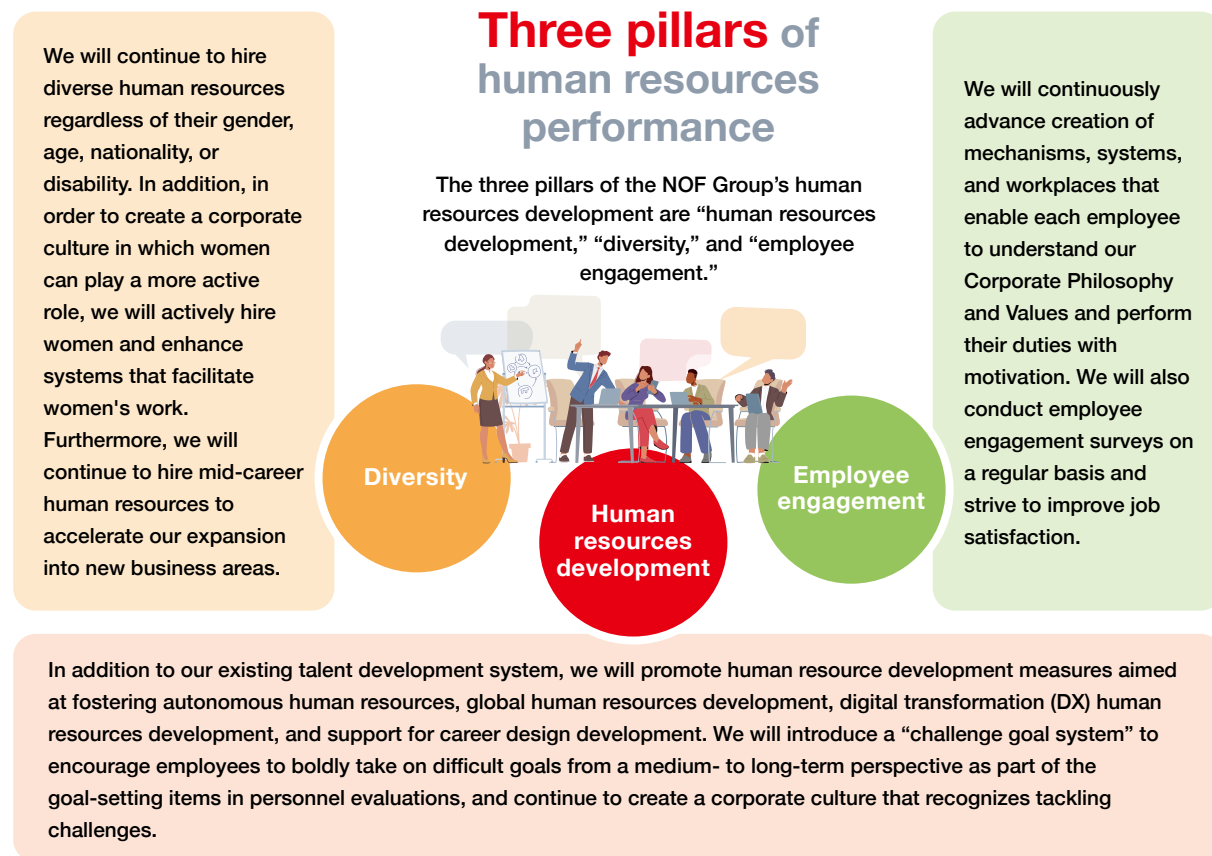 Three pillars of
human resources
performance
The three pillars of the NOF Group’s human
resources development are “human resources
development,” “diversity,” and “employee
engagement.”
We will continue to hire
diverse human resources
regardless of their gender,
age, nationality, or
disability. In addition, in
order to create a corporate
culture in which women
can play a more active
role, we will actively hire
women and enhance
systems that facilitate
women's work.
Furthermore, we will
continue to hire mid-career
human resources to
accelerate our expansion
into new business areas.
Diversity
Human
resources
development
Employee
engagement
We will continuously
advance creation of
mechanisms, systems,
and workplaces that
enable each employee
to understand our
Corporate Philosophy
and Values and perform
their duties with
motivation. We will also
conduct employee
engagement surveys on
a regular basis and
strive to improve job
satisfaction.
In addition to our existing talent development system, we will promote human resource development measures aimed
at fostering autonomous human resources, global human resources development, digital transformation (DX) human
resources development, and support for career design development. We will introduce a “challenge goal system” to
encourage employees to boldly take on difficult goals from a medium- to long-term perspective as part of the
goal-setting items in personnel evaluations, and continue to create a corporate culture that recognizes tackling
challenges.